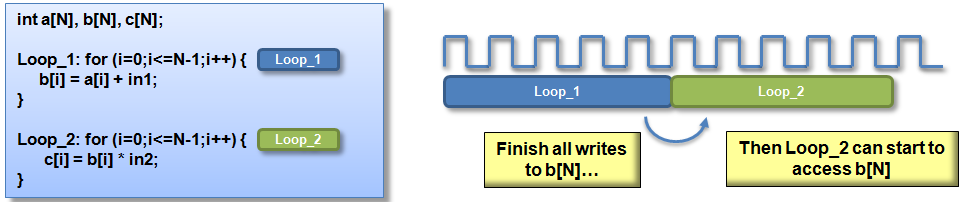 int a[N], b[N], c[N];
Loop_1: for (i=0;i<=N-1;i++) {
Loop_1
b[i] = a[i] + in1;
}
Loop_2: for (i=0;i<=N-1;i++) {
Loop_2
c[i] = b[i] * in2;
}
Loop_1
Loop_2
Finish all writes
to b[N]…
Then Loop_2 can start to
access b[N]